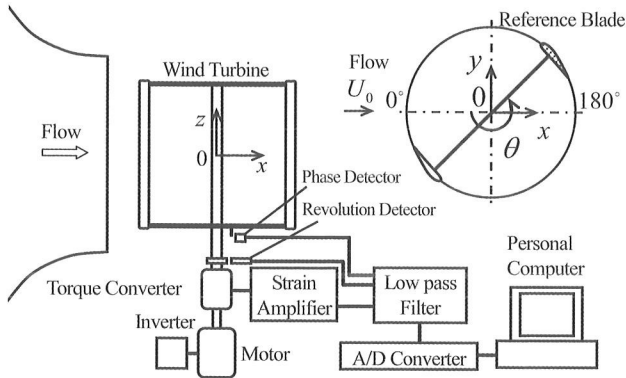 Reference Blade
Wind Turbine
Flow
U₀
y
0
0°
180°
x
θ
Flow
z
0
x
Phase Detector
Revolution Detector
Torque Converter
Strain
Amplifier
Low pass
Filter
Personal
Computer
Inverter
Motor
A/D Converter